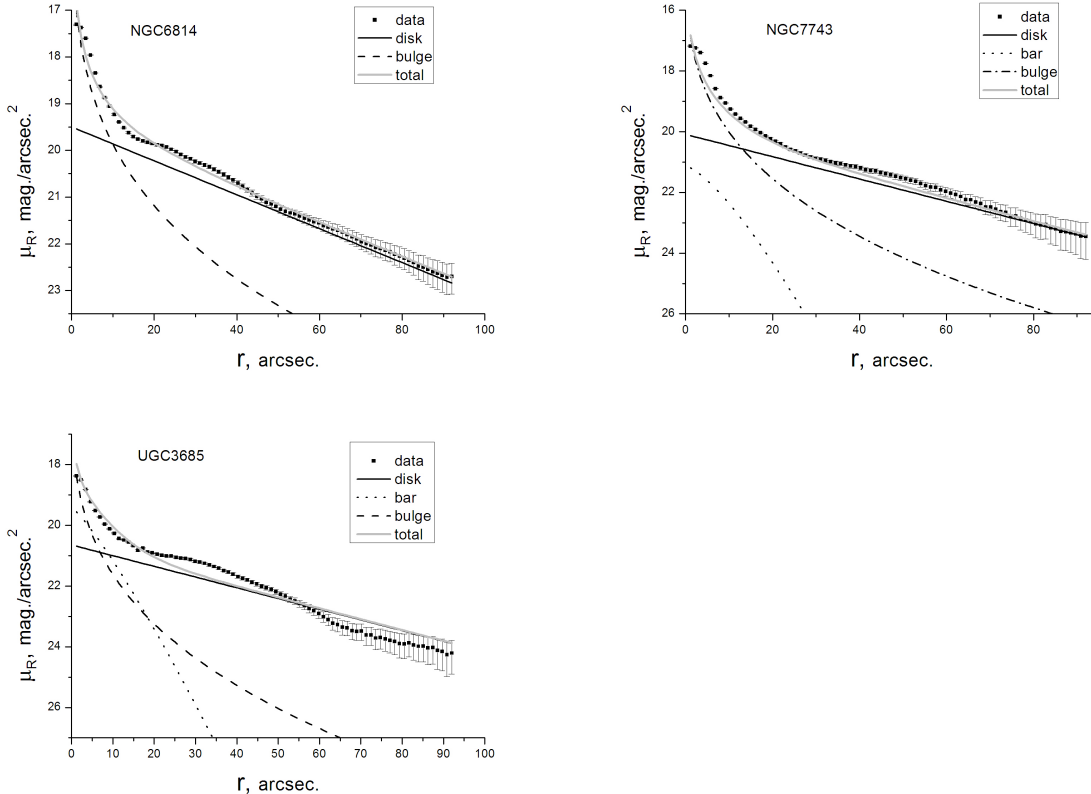 NGC6814
data
disk
bulge
total
17
18
19
20
21
22
23
0 20 40 60 80 100
μR, mag./arcsec.2
r, arcsec.
NGC7743
data
disk
bar
bulge
total
16
18
20
22
24
26
0 20 40 60 80
μR, mag./arcsec.2
r, arcsec.
UGC3685
data
disk
bar
bulge
total
18
20
22
24
26
0 10 20 30 40 50 60 70 80 90 100
μR, mag./arcsec.2
r, arcsec.